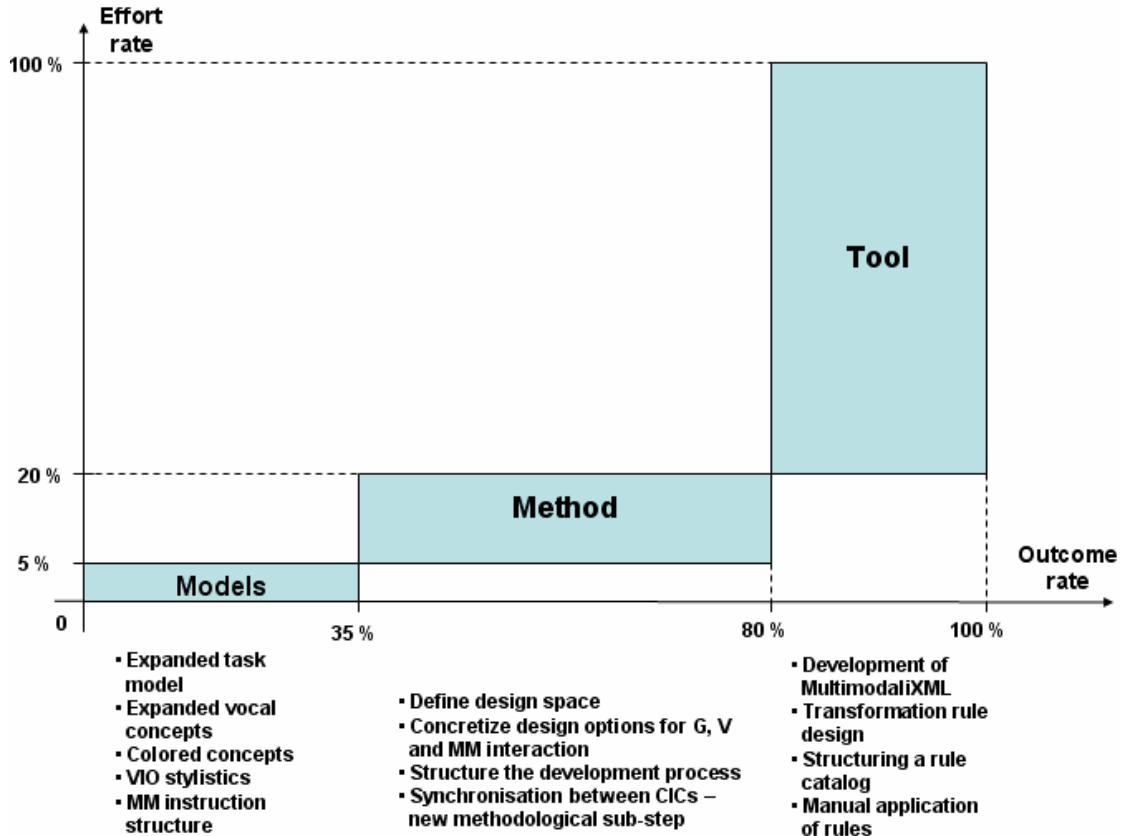 Effort
rate
100 %
Tool
20 %
Method
5 %
Models
Outcome
rate
0
35 %
80 %
100 %
▪ Expanded task
model
▪ Expanded vocal
concepts
▪ Colored concepts
▪ VIO stylistics
▪ MM instruction
structure
▪ Define design space
▪ Concretize design options for G, V
and MM interaction
▪ Structure the development process
▪ Synchronisation between CICs –
new methodological sub-step
▪ Development of
MultimodaliXML
▪ Transformation rule
design
▪ Structuring a rule
catalog
▪ Manual application
of rules